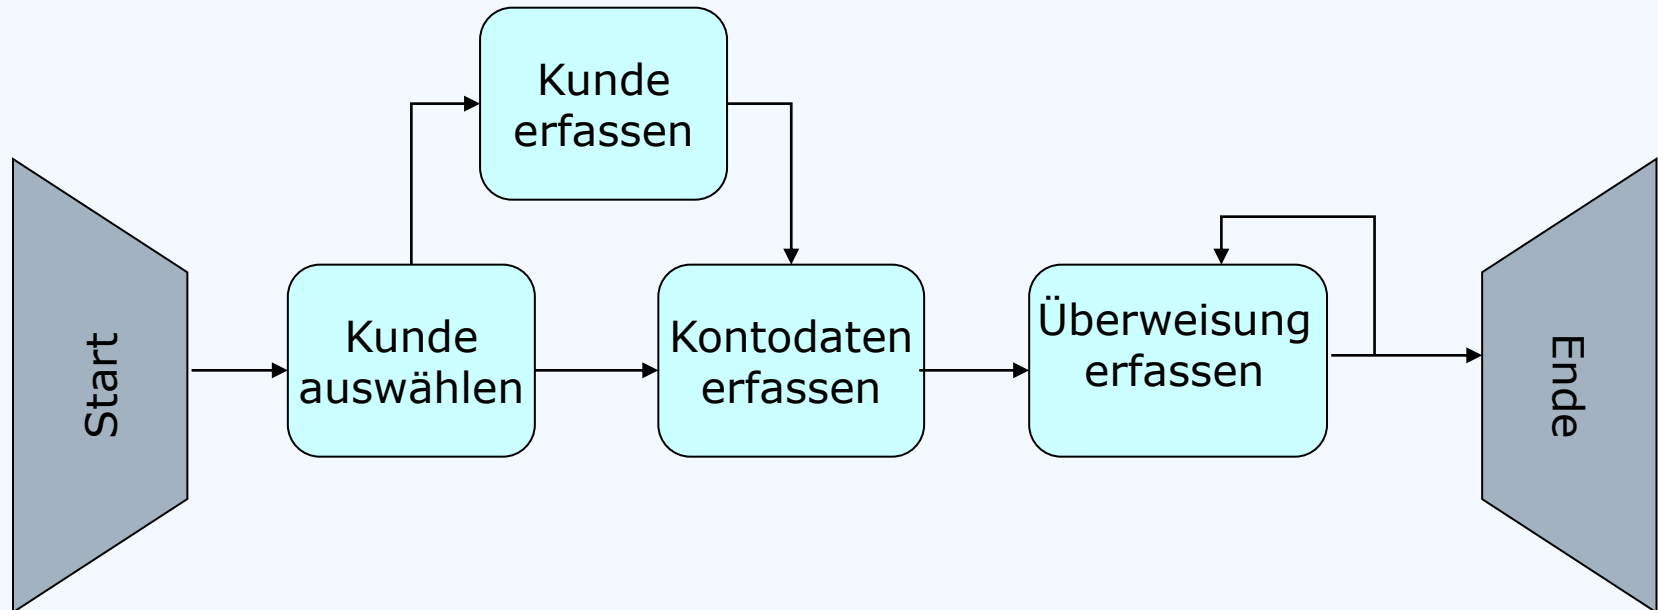 Kunde
erfassen
Start
Kunde
auswählen
Kontodaten
erfassen
Überweisung
erfassen
Ende